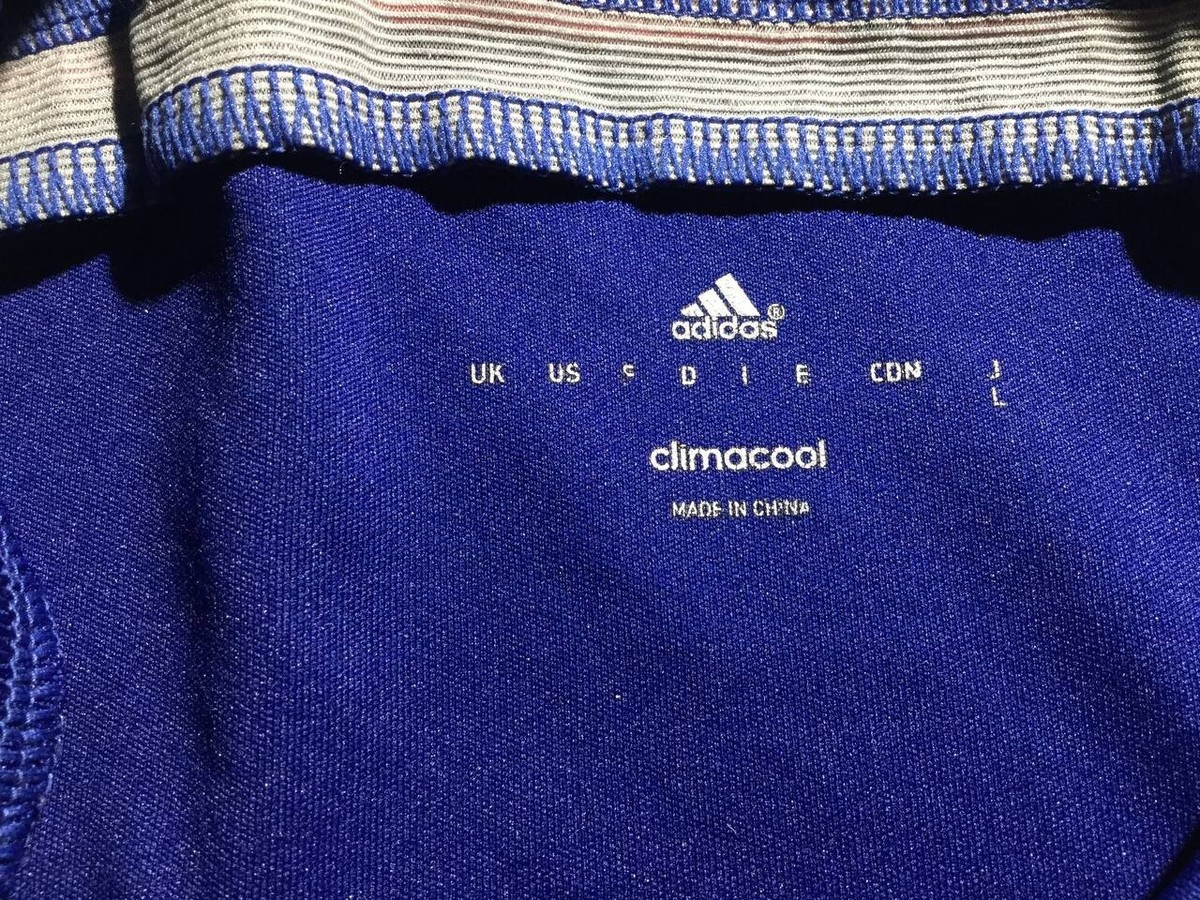 adidas®
UK US F D I E CDN J
L
climacool
MADE IN CHINA